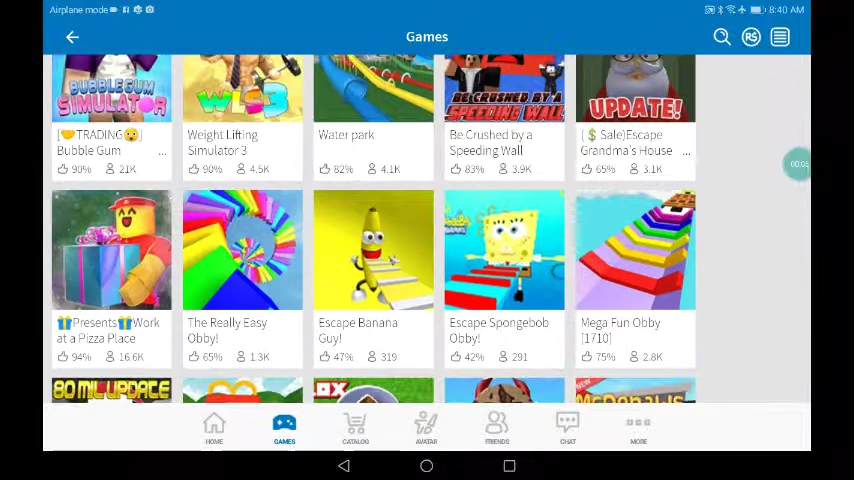 Airplane mode
8:40 AM
Games
R$
BUBBLEGUM
SIMULATOR
WLS3
BE CRUSHED BY A
SPEEDING WALL
UPDATE!
[🤝TRADING😮]
Bubble Gum
...
Weight Lifting
Simulator 3
Water park
Be Crushed by a
Speeding Wall
(💲Sale)Escape
Grandma's House
...
90% 21K
90% 4.5K
82% 4.1K
83% 3.9K
65% 3.1K
00:05
🎁Presents🎁Work
at a Pizza Place
The Really Easy
Obby!
Escape Banana
Guy!
Escape Spongebob
Obby!
Mega Fun Obby
[1710]
94% 16.6K
65% 1.3K
47% 319
42% 291
75% 2.8K
80 MIL UPDATE
NEW
McDonalds
HOME
GAMES
CATALOG
AVATAR
FRIENDS
CHAT
MORE